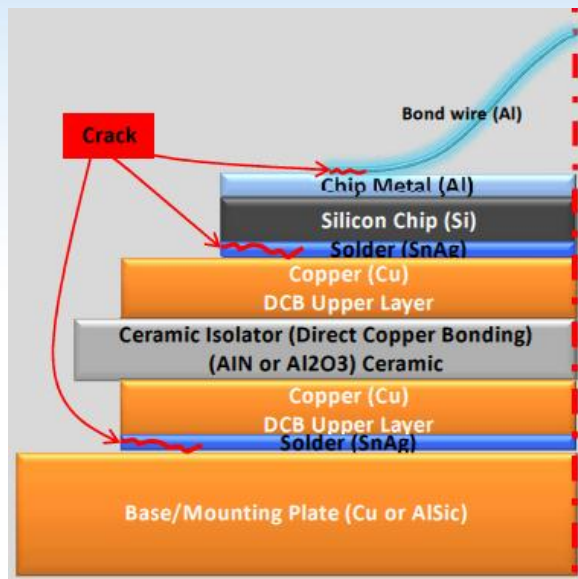 Bond wire (Al)
Crack
Chip Metal (Al)
Silicon Chip (Si)
Solder (SnAg)
Copper (Cu)
DCB Upper Layer
Ceramic Isolator (Direct Copper Bonding)
(AIN or Al2O3) Ceramic
Copper (Cu)
DCB Upper Layer
Solder (SnAg)
Base/Mounting Plate (Cu or AlSic)